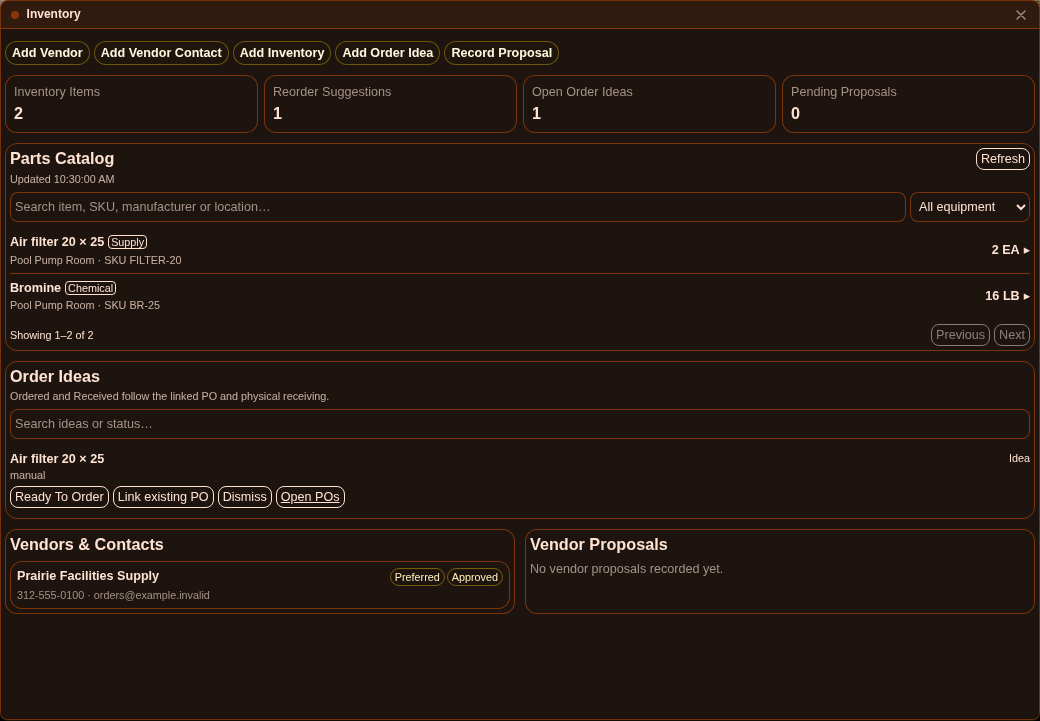 Inventory
Add Vendor Add Vendor Contact Add Inventory Add Order Idea Record Proposal
Inventory Items Reorder Suggestions Open Order Ideas Pending Proposals
2 1 1 0
Parts Catalog Refresh
Updated 10:30:00 AM
Search item, SKU, manufacturer or location… All equipment
Air filter 20 × 25 Supply 2 EA ▸
Pool Pump Room · SKU FILTER-20
Bromine Chemical 16 LB ▸
Pool Pump Room · SKU BR-25
Showing 1–2 of 2 Previous Next
Order Ideas
Ordered and Received follow the linked PO and physical receiving.
Search ideas or status…
Air filter 20 × 25 Idea
manual
Ready To Order Link existing PO Dismiss Open POs
Vendors & Contacts Vendor Proposals
Prairie Facilities Supply Preferred Approved No vendor proposals recorded yet.
312-555-0100 · orders@example.invalid